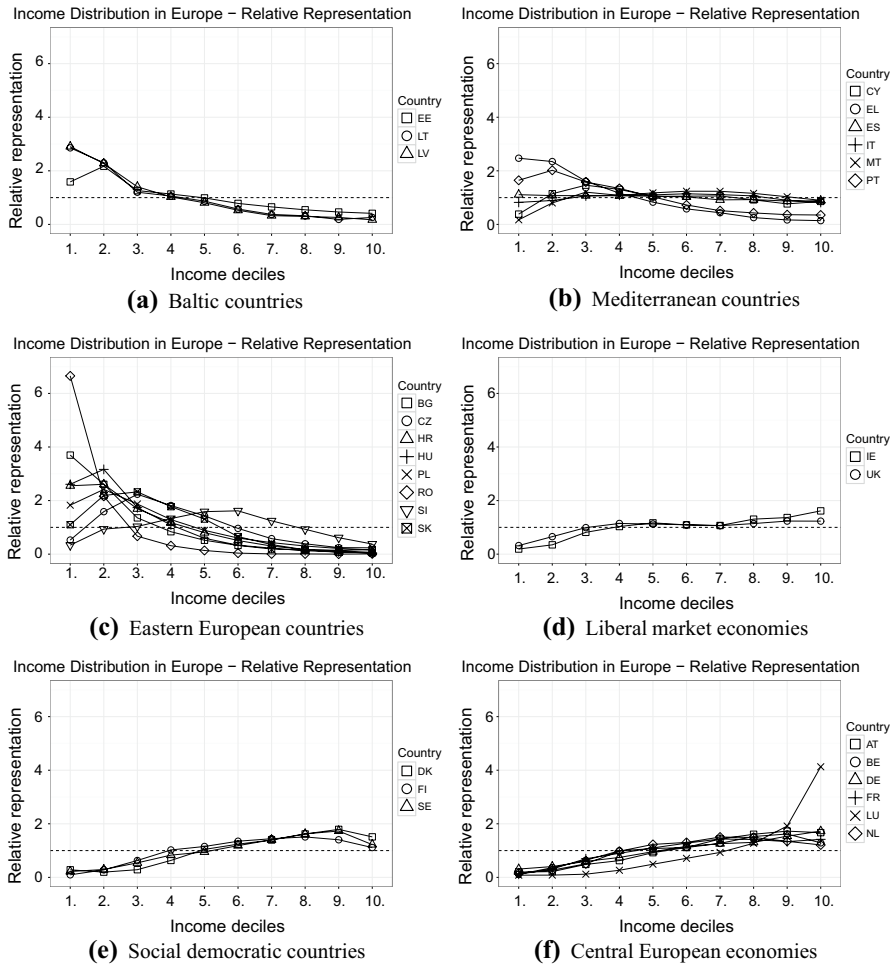 Income Distribution in Europe − Relative Representation
Relative representation
6
4
2
0
1. 2. 3. 4. 5. 6. 7. 8. 9. 10.
Income deciles
Country
EE
LT
LV
(a) Baltic countries
Income Distribution in Europe − Relative Representation
Relative representation
6
4
2
0
1. 2. 3. 4. 5. 6. 7. 8. 9. 10.
Income deciles
Country
CY
EL
ES
IT
MT
PT
(b) Mediterranean countries
Income Distribution in Europe − Relative Representation
Relative representation
6
4
2
0
1. 2. 3. 4. 5. 6. 7. 8. 9. 10.
Income deciles
Country
BG
CZ
HR
HU
PL
RO
SI
SK
(c) Eastern European countries
Income Distribution in Europe − Relative Representation
Relative representation
6
4
2
0
1. 2. 3. 4. 5. 6. 7. 8. 9. 10.
Income deciles
Country
IE
UK
(d) Liberal market economies
Income Distribution in Europe − Relative Representation
Relative representation
6
4
2
0
1. 2. 3. 4. 5. 6. 7. 8. 9. 10.
Income deciles
Country
DK
FI
SE
(e) Social democratic countries
Income Distribution in Europe − Relative Representation
Relative representation
6
4
2
0
1. 2. 3. 4. 5. 6. 7. 8. 9. 10.
Income deciles
Country
AT
BE
DE
FR
LU
NL
(f) Central European economies